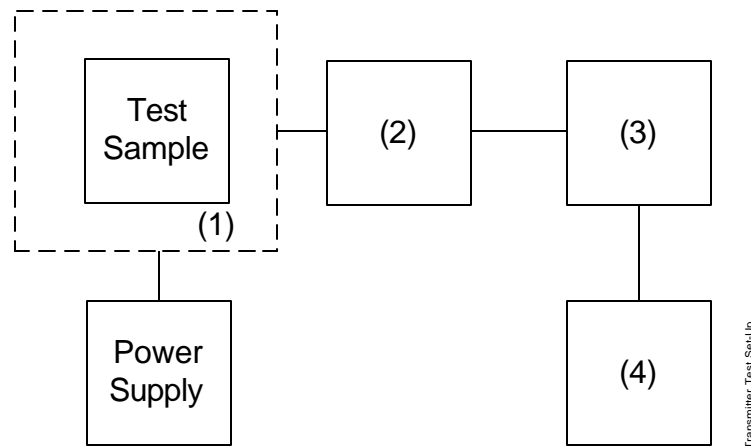 Test
Sample
(1)
(2)
(3)
Power
Supply
(4)
Transmitter Test Set-Up